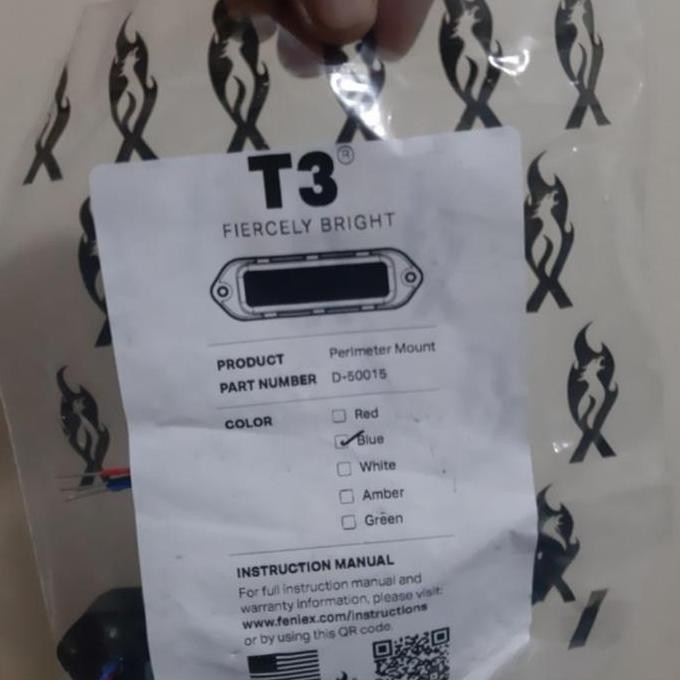 T3®
FIERCELY BRIGHT
PRODUCT Perimeter Mount
PART NUMBER D-50015
COLOR
Red
Blue
White
Amber
Green
INSTRUCTION MANUAL
For full instruction manual and
warranty information, please visit:
www.feniex.com/instructions
or by using this QR code.